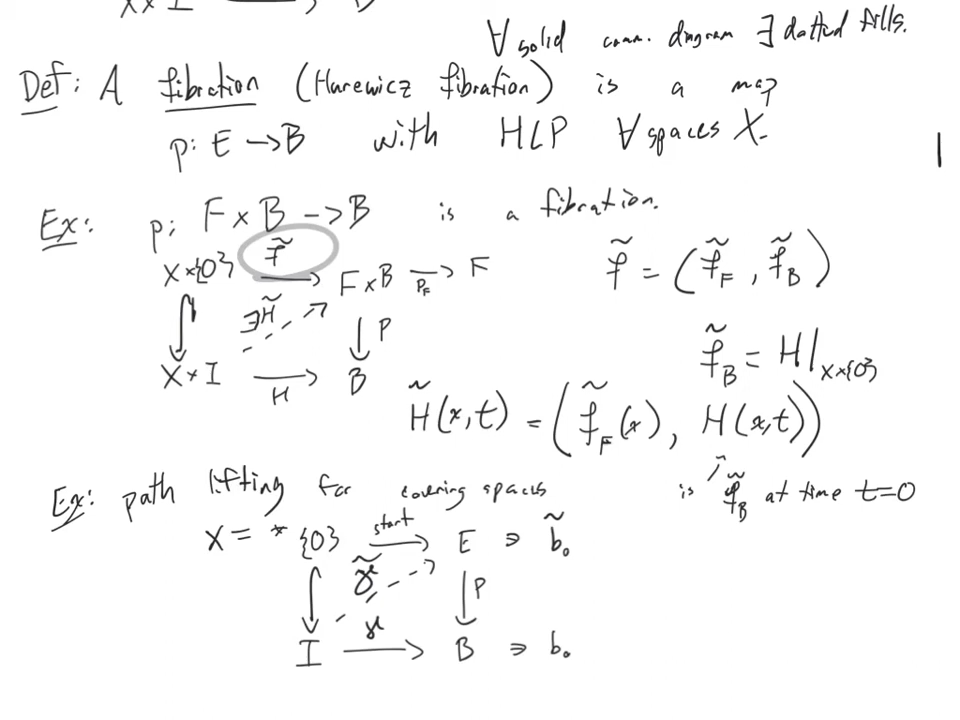 X×I → B
∀ solid comm. diagram ∃ dotted fills.
Def: A fibration (Hurewicz fibration) is a map
p: E → B with HLP ∀ spaces X.
Ex: p: F × B → B is a fibration.
X×{0} f̃ → F×B →P_F F
f̃ = (f̃_F, f̃_B)
∃H̃ ↓P
f̃_B = H|_{X×{0}}
X×I →H B
H̃(x,t) = (f̃_F(x), H(x,t))
is f̃_B at time t=0
Ex: path lifting for covering spaces
X = * {0} start → E ∋ b̃₀
γ̃ ↓P
I →γ B ∋ b₀